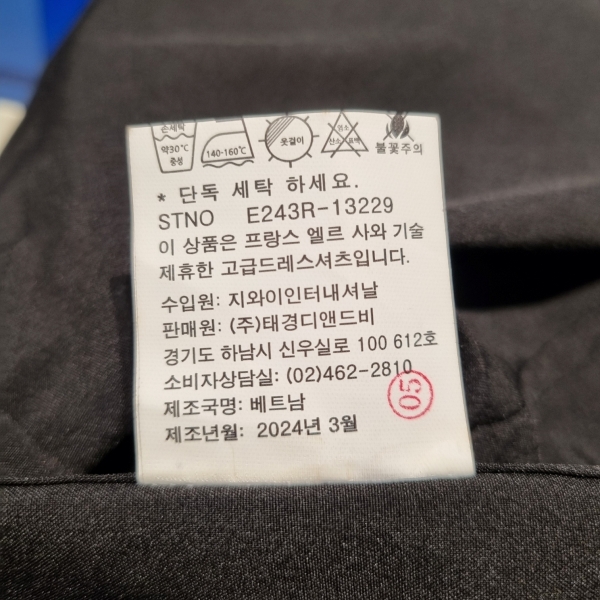 손세탁
약30℃
중성
140-160℃
옷걸이
염소
산소 표백
불꽃주의
* 단독 세탁 하세요.
STNO E243R-13229
이 상품은 프랑스 엘르 사와 기술
제휴한 고급드레스셔츠입니다.
수입원: 지와이인터내셔날
판매원: (주)태경디앤드비
경기도 하남시 신우실로 100 612호
소비자상담실: (02)462-2810
제조국명: 베트남
제조년월: 2024년 3월
05